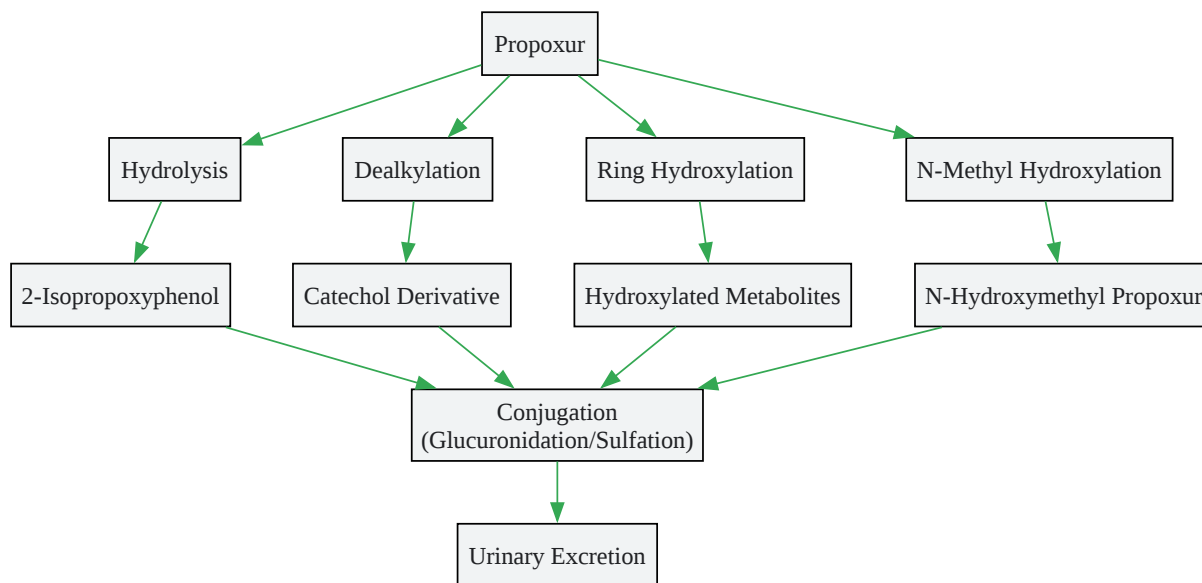 Propoxur
Hydrolysis
Dealkylation
Ring Hydroxylation
N-Methyl Hydroxylation
2-Isopropoxyphenol
Catechol Derivative
Hydroxylated Metabolites
N-Hydroxymethyl Propoxur
Conjugation
(Glucuronidation/Sulfation)
Urinary Excretion